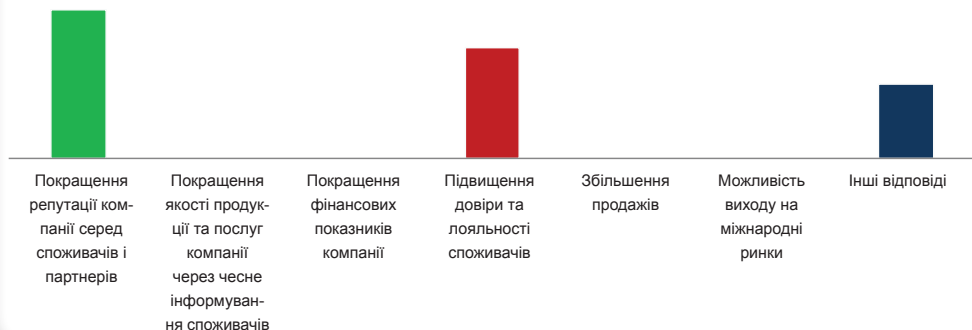 Покращення
репутації ком-
панії серед
споживачів і
партнерів
Покращення
якості продук-
ції та послуг
компанії
через чесне
інформуван-
ня споживачів
Покращення
фінансових
показників
компанії
Підвищення
довіри та
лояльності
споживачів
Збільшення
продажів
Можливість
виходу на
міжнародні
ринки
Інші відповіді